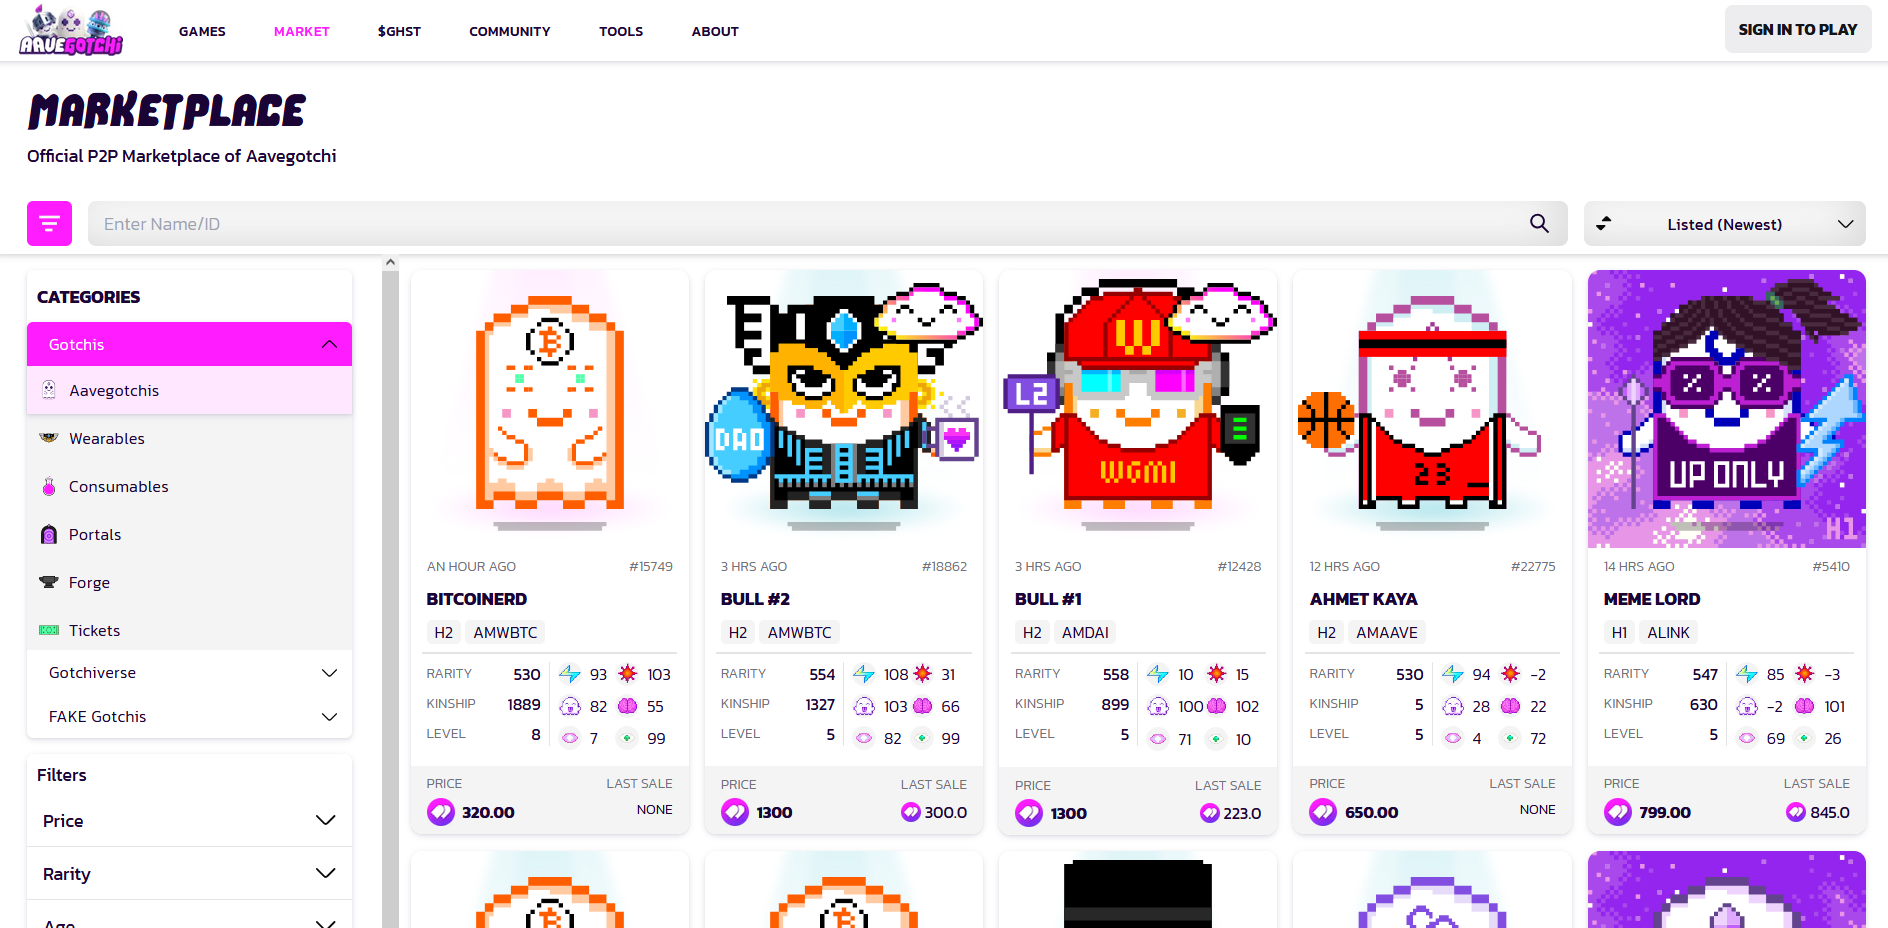 AAVEGOTCHI
GAMES
MARKET
$GHST
COMMUNITY
TOOLS
ABOUT
SIGN IN TO PLAY
MARKETPLACE
Official P2P Marketplace of Aavegotchi
Enter Name/ID
Listed (Newest)
CATEGORIES
Gotchis
Aavegotchis
Wearables
Consumables
Portals
Forge
Tickets
Gotchiverse
FAKE Gotchis
Filters
Price
Rarity
Age
AN HOUR AGO #15749
BITCOINERD
H2 AMWBTC
RARITY 530 93 103
KINSHIP 1889 82 55
LEVEL 8 7 99
PRICE LAST SALE
320.00 NONE
DAD
3 HRS AGO #18862
BULL #2
H2 AMWBTC
RARITY 554 108 31
KINSHIP 1327 103 66
LEVEL 5 82 99
PRICE LAST SALE
1300 300.0
W
L2
WGMI
3 HRS AGO #12428
BULL #1
H2 AMDAI
RARITY 558 10 15
KINSHIP 899 100 102
LEVEL 5 71 10
PRICE LAST SALE
1300 223.0
23
12 HRS AGO #22775
AHMET KAYA
H2 AMAAVE
RARITY 530 94 -2
KINSHIP 5 28 22
LEVEL 5 4 72
PRICE LAST SALE
650.00 NONE
UP ONLY
H1
14 HRS AGO #5410
MEME LORD
H1 ALINK
RARITY 547 85 -3
KINSHIP 630 -2 101
LEVEL 5 69 26
PRICE LAST SALE
799.00 845.0